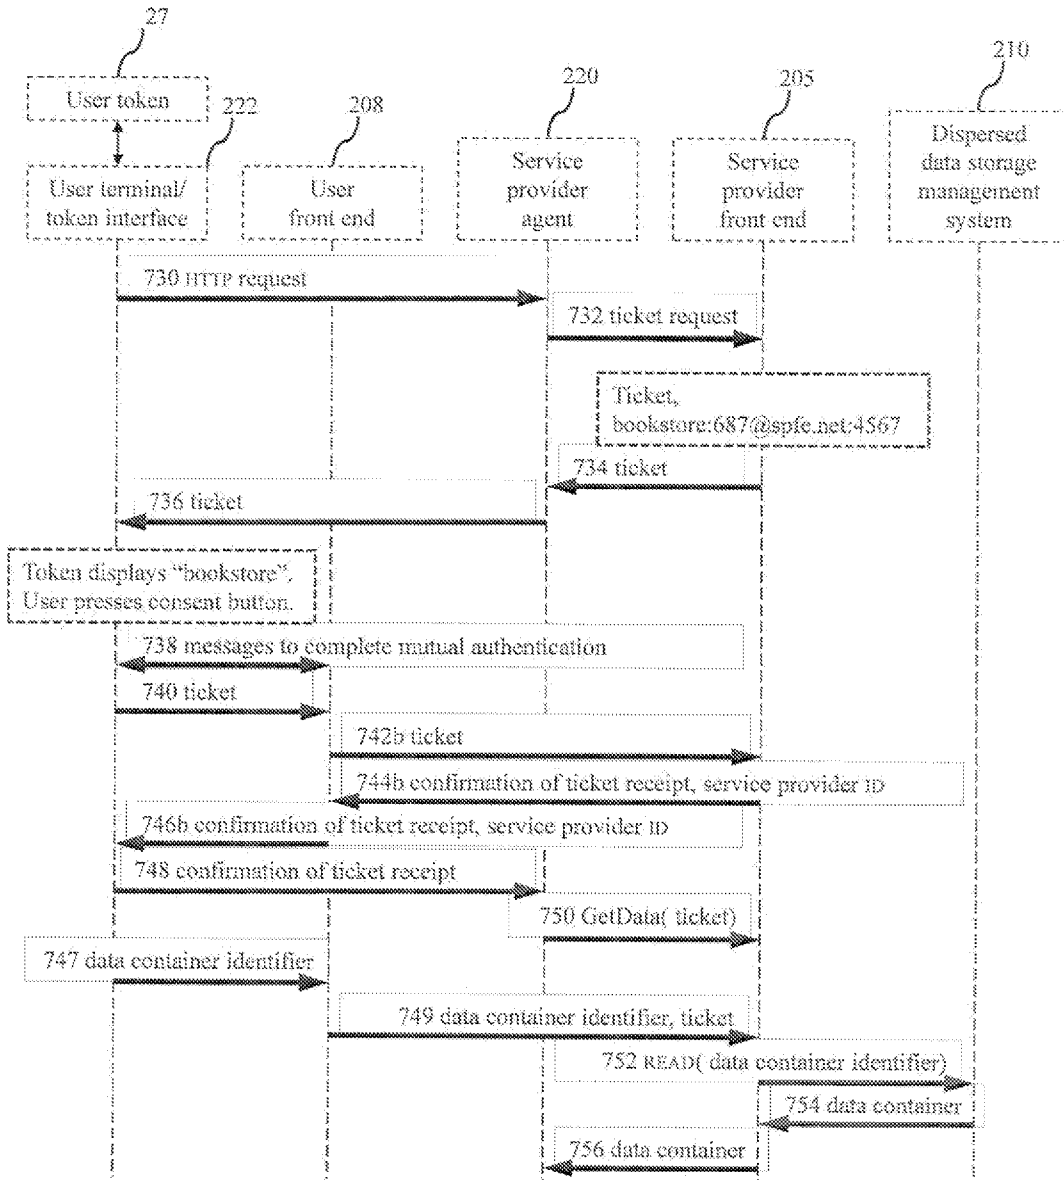 27
User token
222
208
220
205
210
User terminal/
token interface
User
front end
Service
provider
agent
Service
provider
front end
Dispersed
data storage
management
system
730 HTTP request
732 ticket request
Ticket,
bookstore:687@spfe.net:4567
734 ticket
736 ticket
Token displays “bookstore”.
User presses consent button.
738 messages to complete mutual authentication
740 ticket
742b ticket
744b confirmation of ticket receipt, service provider ID
746b confirmation of ticket receipt, service provider ID
748 confirmation of ticket receipt
750 GetData( ticket)
747 data container identifier
749 data container identifier, ticket
752 READ( data container identifier)
754 data container
756 data container